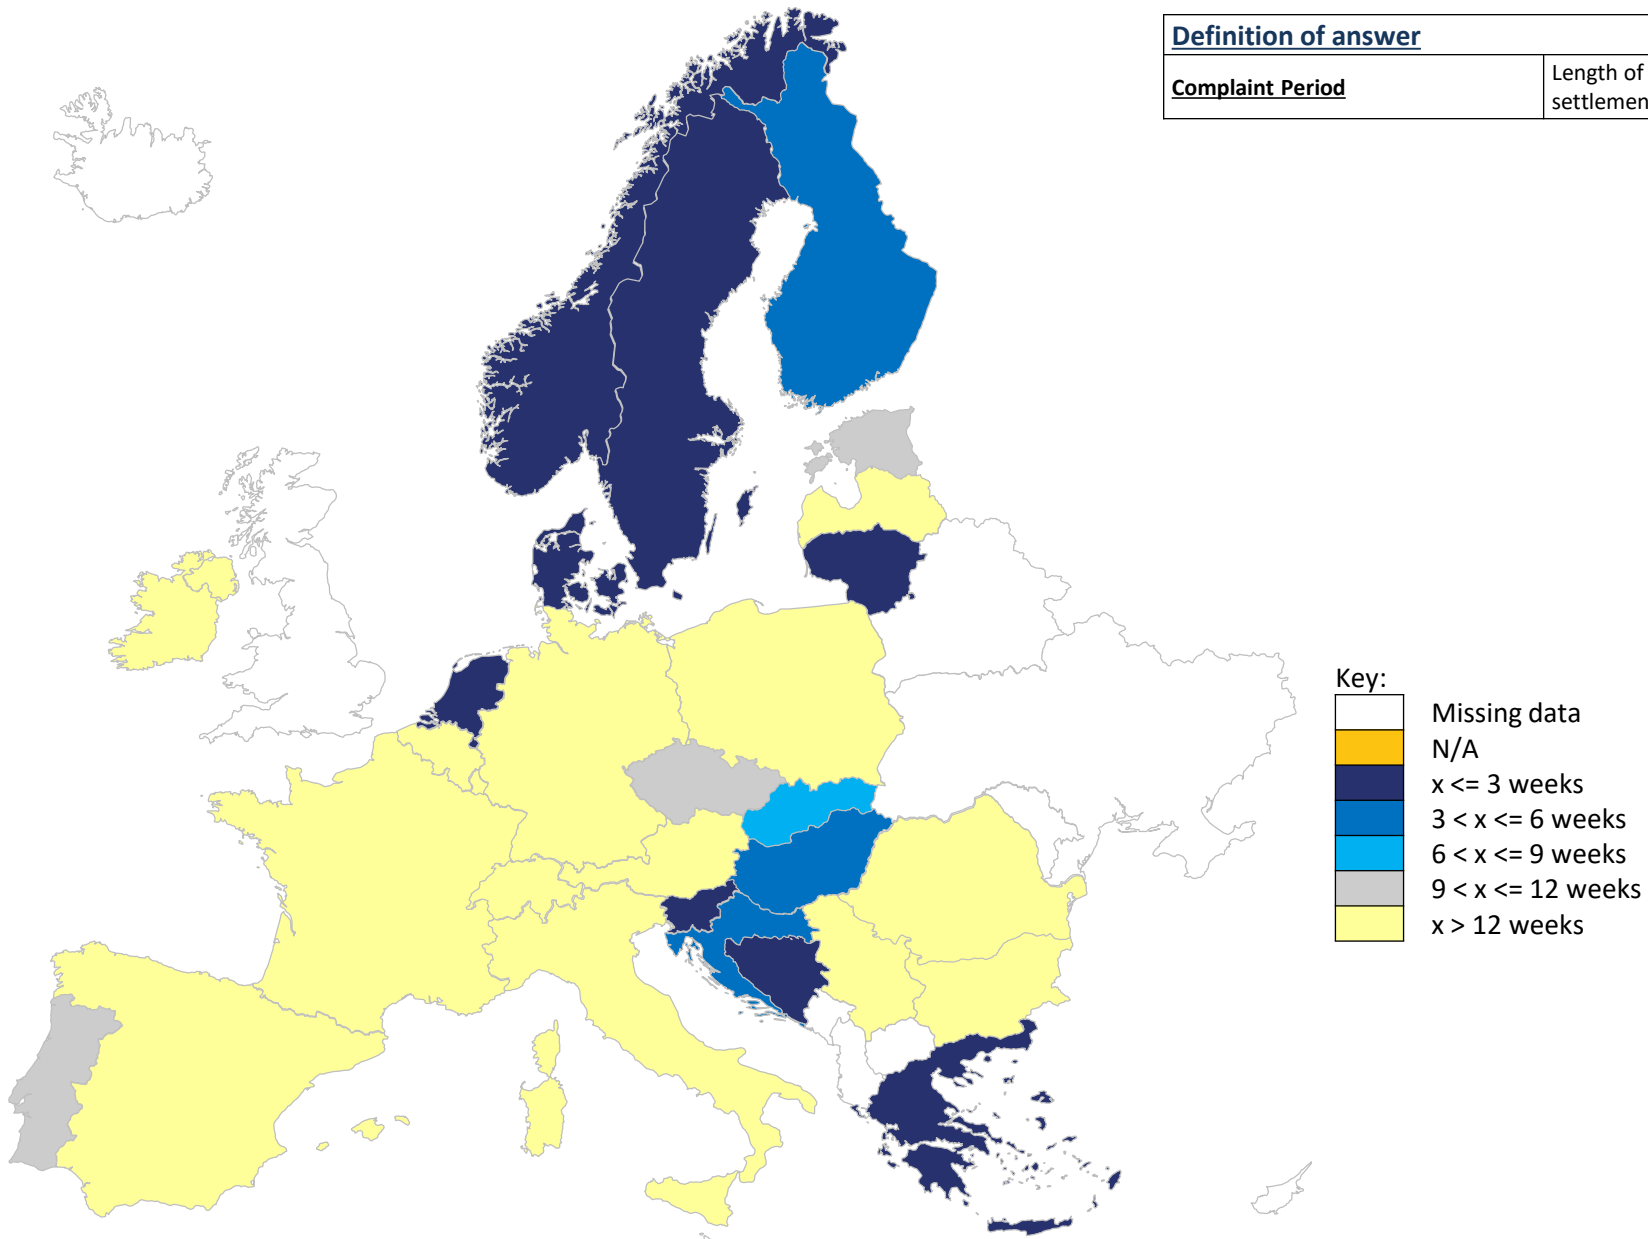 Definition of answer
Complaint Period
Length of
settlemen
Key:
Missing data
N/A
x <= 3 weeks
3 < x <= 6 weeks
6 < x <= 9 weeks
9 < x <= 12 weeks
x > 12 weeks